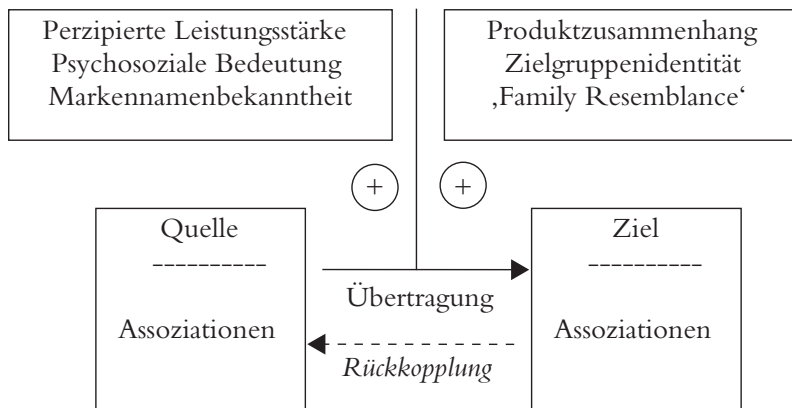 Perzipierte Leistungsstärke
Psychosoziale Bedeutung
Markennamenbekanntheit
Produktzusammenhang
Zielgruppenidentität
‚Family Resemblance‘
+
+
Quelle
Übertragung
Rückkopplung
Assoziationen
Ziel
Assoziationen